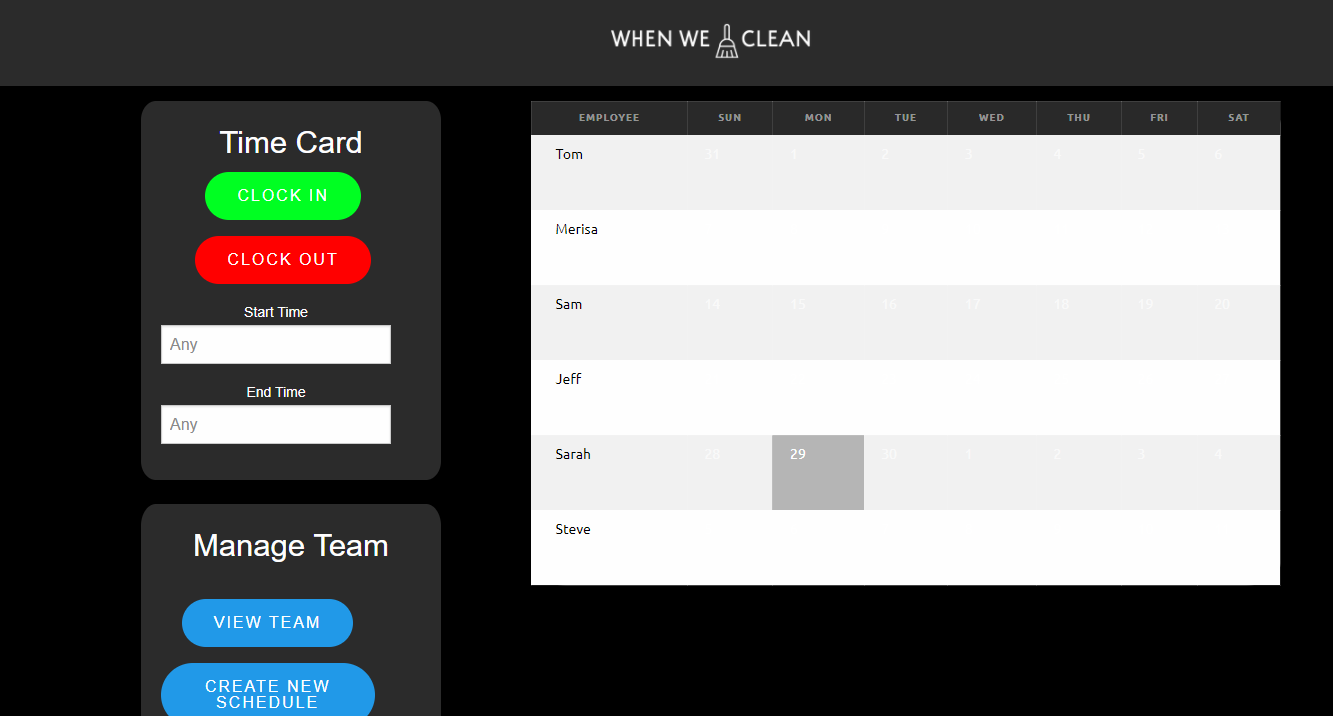 WHEN WE CLEAN
Time Card
CLOCK IN
CLOCK OUT
Start Time
Any
End Time
Any
Manage Team
VIEW TEAM
CREATE NEW
SCHEDULE
EMPLOYEE SUN MON TUE WED THU FRI SAT
Tom 31 1 2 3 4 5 6
Merisa
Sam 14 15 16 17 18 19 20
Jeff
Sarah 28 29 30 1 2 3 4
Steve